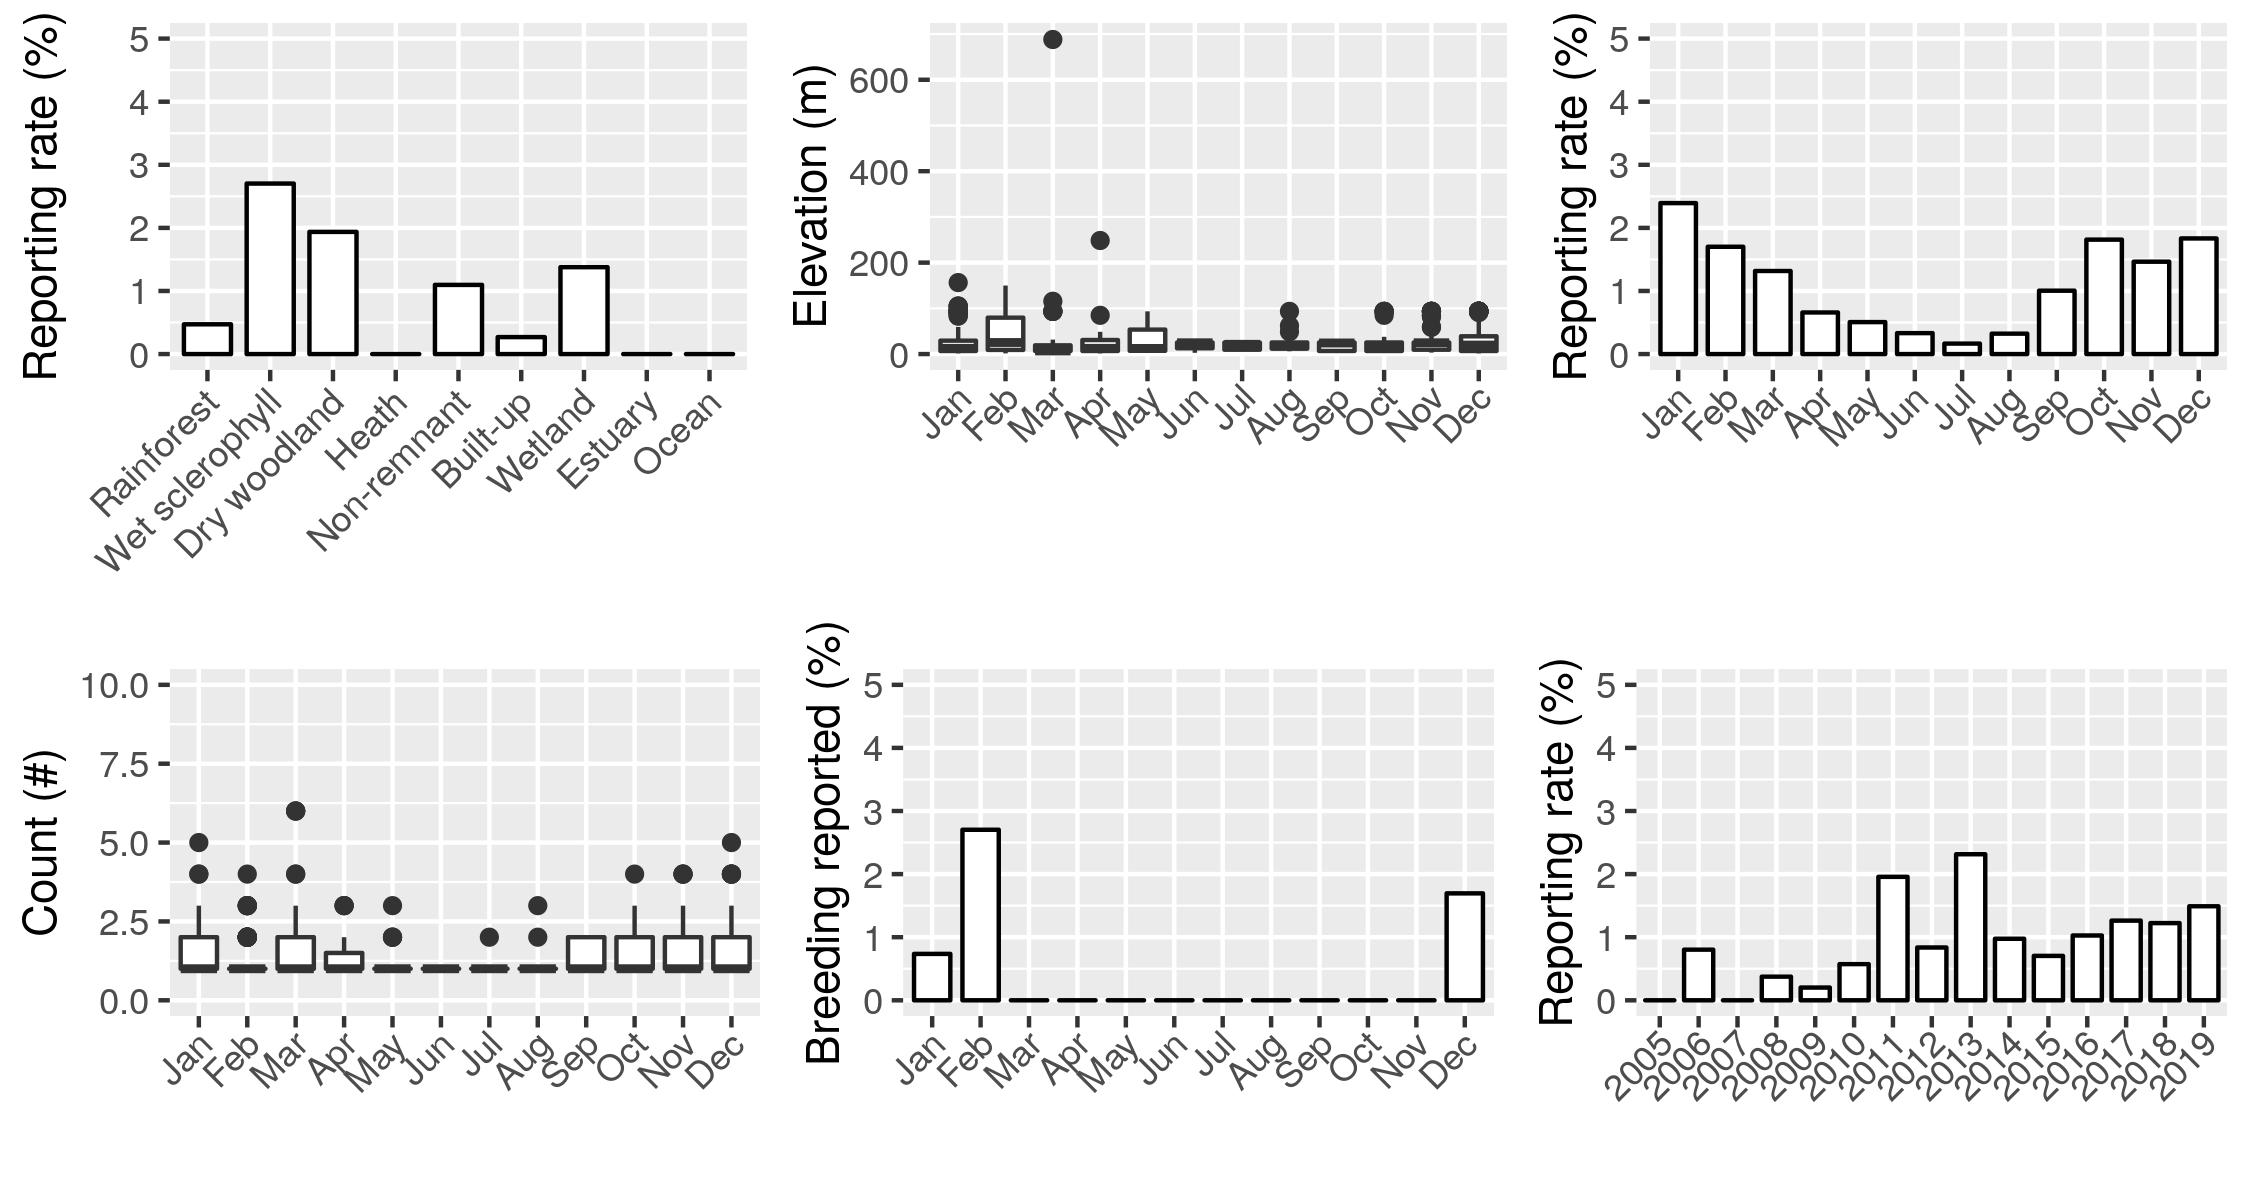 Reporting rate (%)
5
4
3
2
1
0
Rainforest
Wet sclerophyll
Dry woodland
Heath
Non-remnant
Built-up
Wetland
Estuary
Ocean
Elevation (m)
600
400
200
0
Jan
Feb
Mar
Apr
May
Jun
Jul
Aug
Sep
Oct
Nov
Dec
Reporting rate (%)
5
4
3
2
1
0
Jan
Feb
Mar
Apr
May
Jun
Jul
Aug
Sep
Oct
Nov
Dec
Count (#)
10.0
7.5
5.0
2.5
0.0
Jan
Feb
Mar
Apr
May
Jun
Jul
Aug
Sep
Oct
Nov
Dec
Breeding reported (%)
5
4
3
2
1
0
Jan
Feb
Mar
Apr
May
Jun
Jul
Aug
Sep
Oct
Nov
Dec
Reporting rate (%)
5
4
3
2
1
0
2005
2006
2007
2008
2009
2010
2011
2012
2013
2014
2015
2016
2017
2018
2019